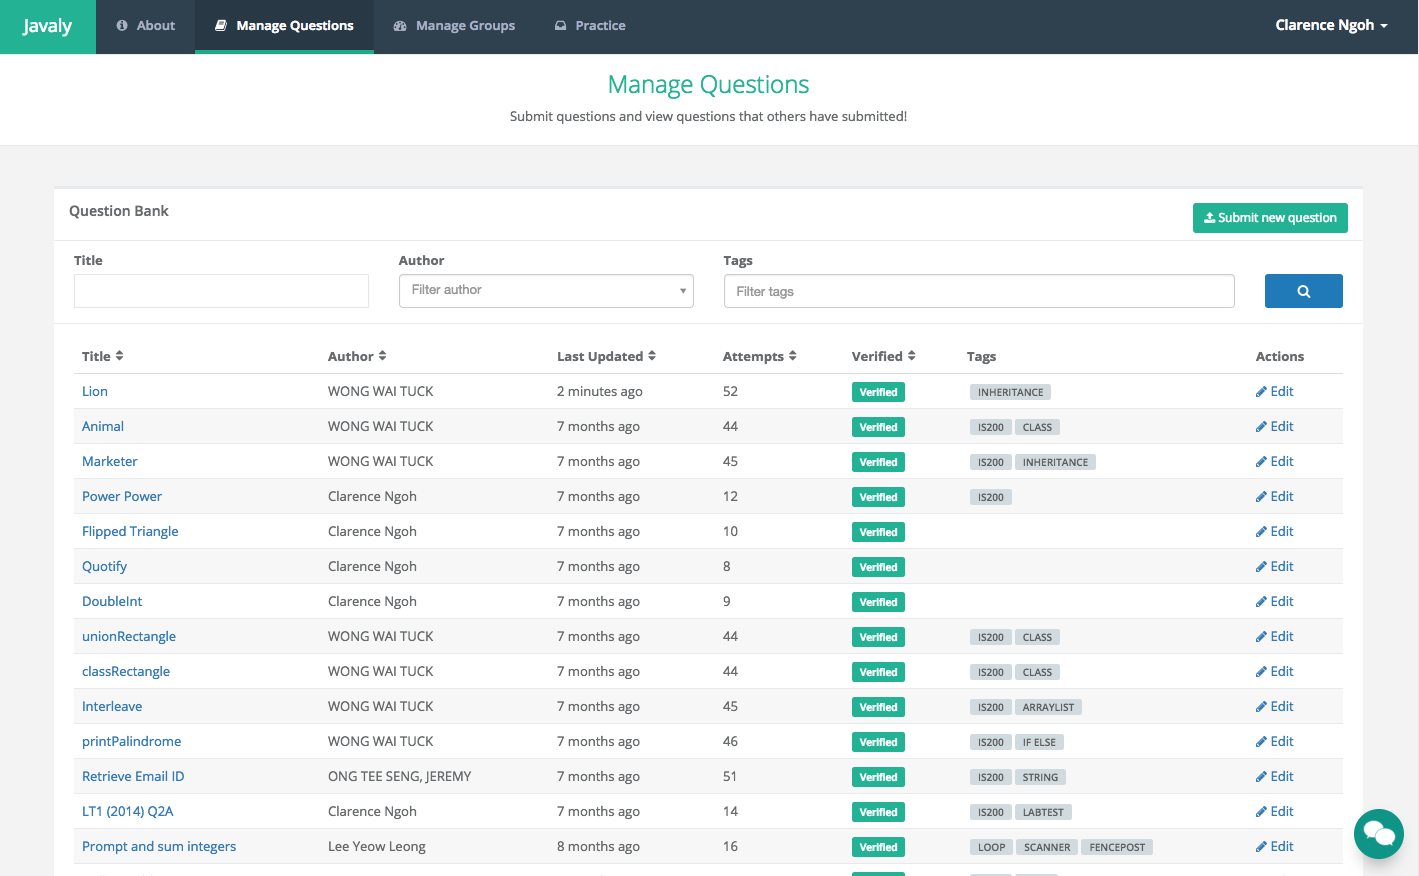 Javaly About Manage Questions Manage Groups Practice Clarence Ngoh
Manage Questions
Submit questions and view questions that others have submitted!
Question Bank Submit new question
Title Author Tags
Filter author Filter tags
Title Author Last Updated Attempts Verified Tags Actions
Lion WONG WAI TUCK 2 minutes ago 52 Verified INHERITANCE Edit
Animal WONG WAI TUCK 7 months ago 44 Verified IS200 CLASS Edit
Marketer WONG WAI TUCK 7 months ago 45 Verified IS200 INHERITANCE Edit
Power Power Clarence Ngoh 7 months ago 12 Verified IS200 Edit
Flipped Triangle Clarence Ngoh 7 months ago 10 Verified Edit
Quotify Clarence Ngoh 7 months ago 8 Verified Edit
DoubleInt Clarence Ngoh 7 months ago 9 Verified Edit
unionRectangle WONG WAI TUCK 7 months ago 44 Verified IS200 CLASS Edit
classRectangle WONG WAI TUCK 7 months ago 44 Verified IS200 CLASS Edit
Interleave WONG WAI TUCK 7 months ago 45 Verified IS200 ARRAYLIST Edit
printPalindrome WONG WAI TUCK 7 months ago 46 Verified IS200 IF ELSE Edit
Retrieve Email ID ONG TEE SENG, JEREMY 7 months ago 51 Verified IS200 STRING Edit
LT1 (2014) Q2A Clarence Ngoh 7 months ago 14 Verified IS200 LABTEST Edit
Prompt and sum integers Lee Yeow Leong 8 months ago 16 Verified LOOP SCANNER FENCEPOST Edit